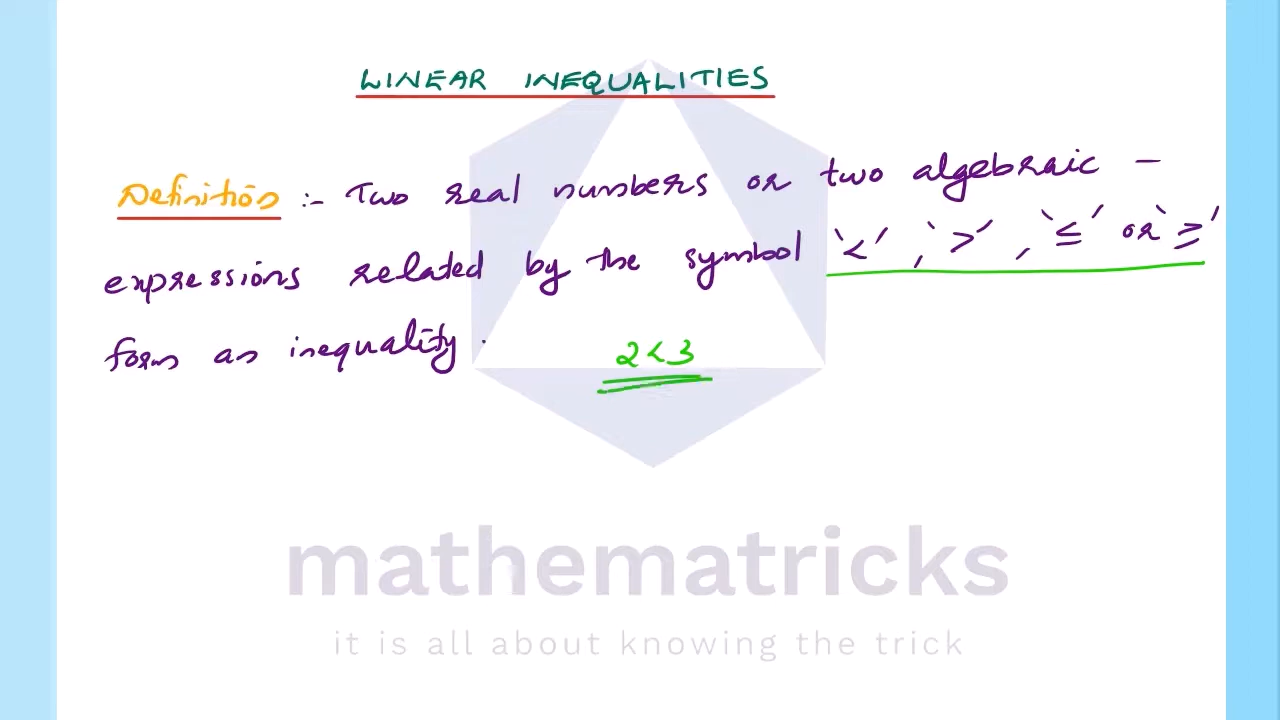 LINEAR INEQUALITIES
Definition :- Two real numbers or two algebraic -
expressions related by the symbol '<', '>', '≤' or '≥'
form an inequality.
2<3
mathematricks
it is all about knowing the trick